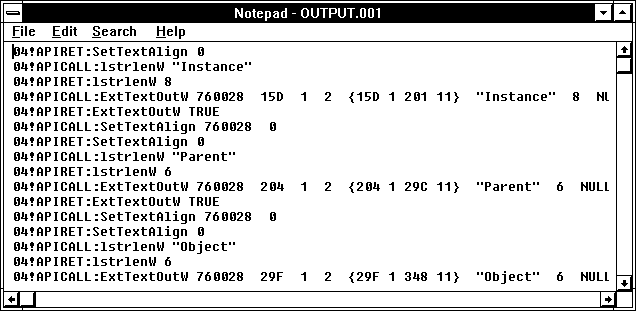 Notepad - OUTPUT.001
File Edit Search Help
04!APIRET:SetTextAlign 0
04!APICALL:lstrlenW "Instance"
04!APIRET:lstrlenW 8
04!APICALL:ExtTextOutW 760028  15D  1  2  {15D 1 201 11}  "Instance"  8  NUL
04!APIRET:ExtTextOutW TRUE
04!APICALL:SetTextAlign 760028  0
04!APIRET:SetTextAlign 0
04!APICALL:lstrlenW "Parent"
04!APIRET:lstrlenW 6
04!APICALL:ExtTextOutW 760028  204  1  2  {204 1 29C 11}  "Parent"  6  NULL
04!APIRET:ExtTextOutW TRUE
04!APICALL:SetTextAlign 760028  0
04!APIRET:SetTextAlign 0
04!APICALL:lstrlenW "Object"
04!APIRET:lstrlenW 6
04!APICALL:ExtTextOutW 760028  29F  1  2  {29F 1 348 11}  "Object"  6  NULL